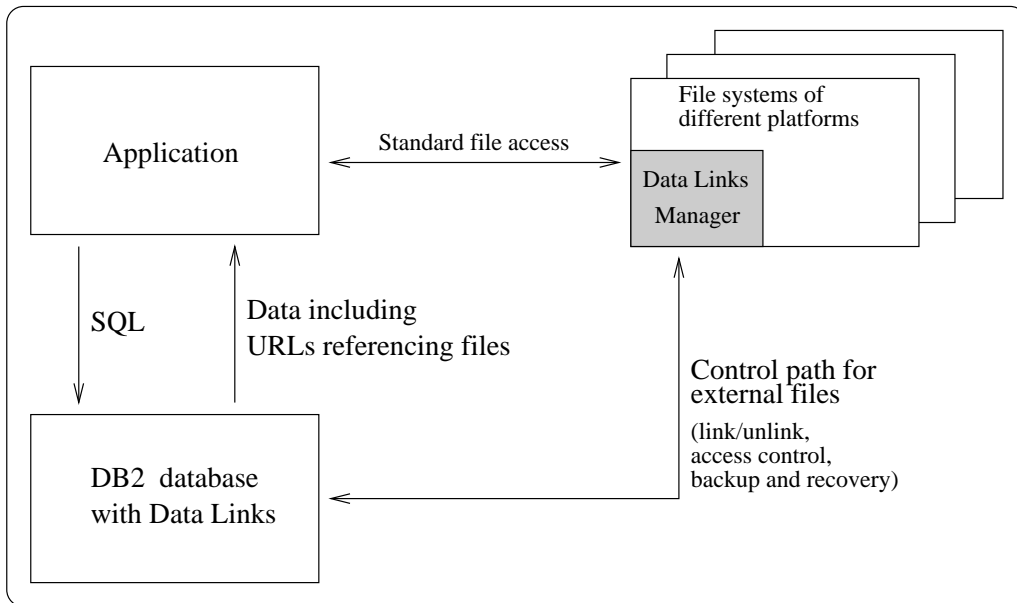 File systems of
different platforms
Application
Standard file access
Data Links
Manager
SQL
Data including
URLs referencing files
Control path for
external files
(link/unlink,
access control,
backup and recovery)
DB2 database
with Data Links